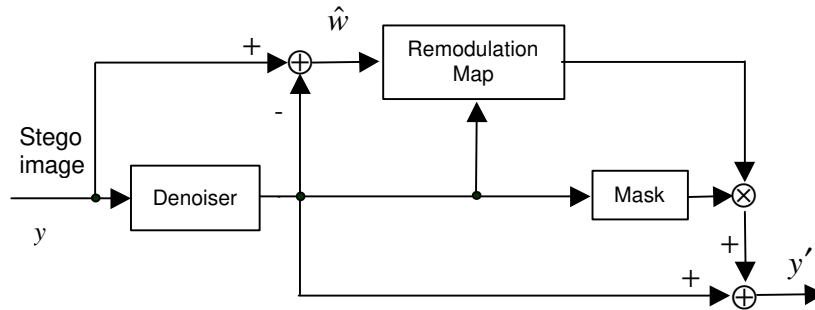 ŵ
+
Remodulation
Map
-
Stego
image
Denoiser
Mask
×
y
+
+
y′
+